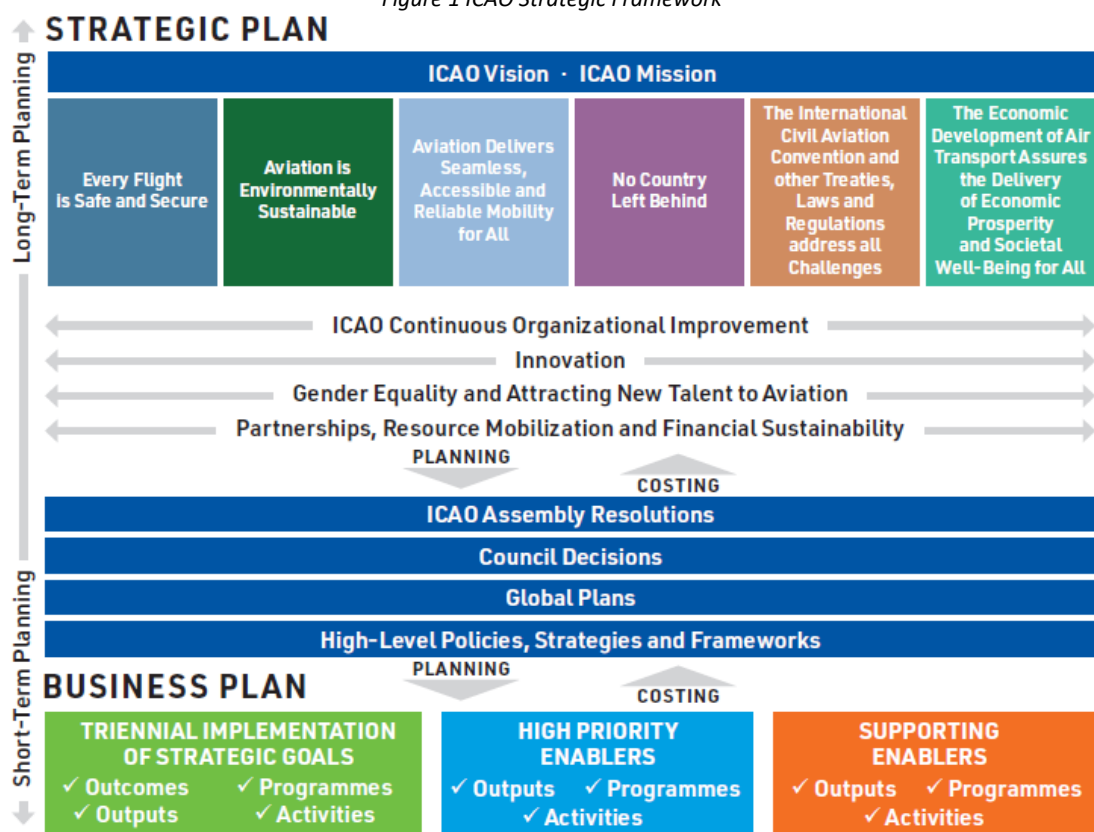 Figure 1 ICAO Strategic Framework
STRATEGIC PLAN
Long-Term Planning
ICAO Vision · ICAO Mission
Every Flight
is Safe and Secure
Aviation is
Environmentally
Sustainable
Aviation Delivers
Seamless,
Accessible and
Reliable Mobility
for All
No Country
Left Behind
The International
Civil Aviation
Convention and
other Treaties,
Laws and
Regulations
address all
Challenges
The Economic
Development of Air
Transport Assures
the Delivery
of Economic
Prosperity
and Societal
Well-Being for All
ICAO Continuous Organizational Improvement
Innovation
Gender Equality and Attracting New Talent to Aviation
Partnerships, Resource Mobilization and Financial Sustainability
PLANNING
COSTING
ICAO Assembly Resolutions
Council Decisions
Global Plans
High-Level Policies, Strategies and Frameworks
PLANNING
COSTING
Short-Term Planning
BUSINESS PLAN
TRIENNIAL IMPLEMENTATION
OF STRATEGIC GOALS
✓ Outcomes ✓ Programmes
✓ Outputs ✓ Activities
HIGH PRIORITY
ENABLERS
✓ Outputs ✓ Programmes
✓ Activities
SUPPORTING
ENABLERS
✓ Outputs ✓ Programmes
✓ Activities